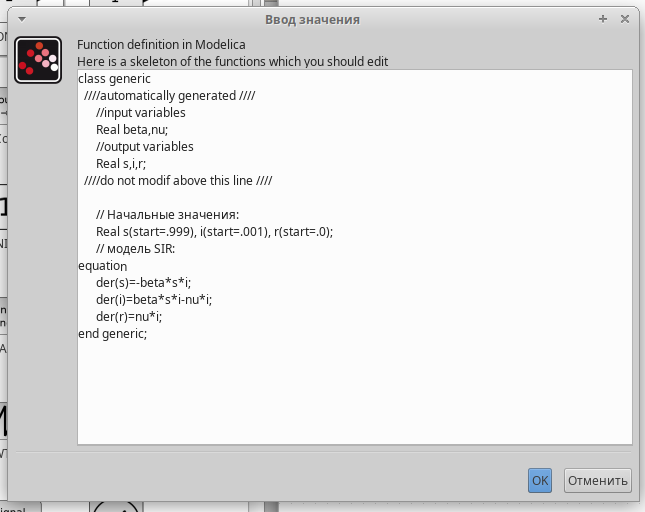 Ввод значения
Function definition in Modelica
Here is a skeleton of the functions which you should edit
class generic
////automatically generated ////
//input variables
Real beta,nu;
//output variables
Real s,i,r;
////do not modif above this line ////
// Начальные значения:
Real s(start=.999), i(start=.001), r(start=.0);
// модель SIR:
equation
der(s)=-beta*s*i;
der(i)=beta*s*i-nu*i;
der(r)=nu*i;
end generic;
OK
Отменить